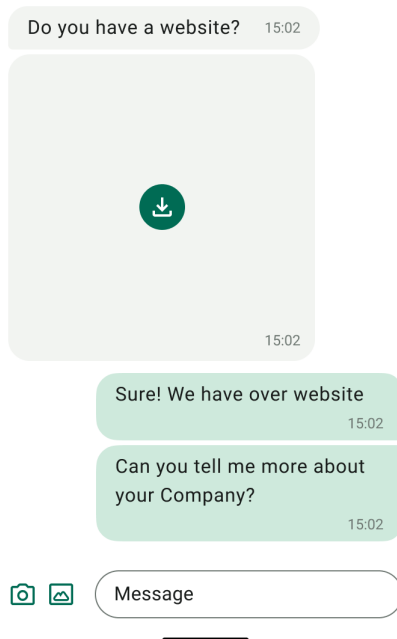 Do you have a website?
15:02
15:02
Sure! We have over website
15:02
Can you tell me more about
your Company?
15:02
Message